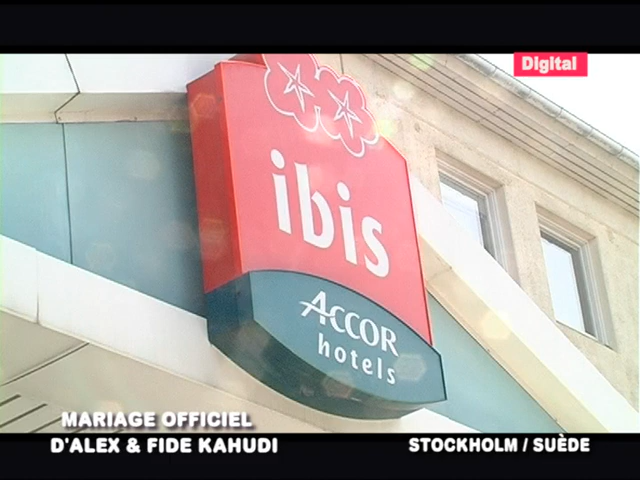 Digital
ibis
ACCOR
hotels
MARIAGE OFFICIEL
D'ALEX & FIDE KAHUDI
STOCKHOLM / SUÈDE